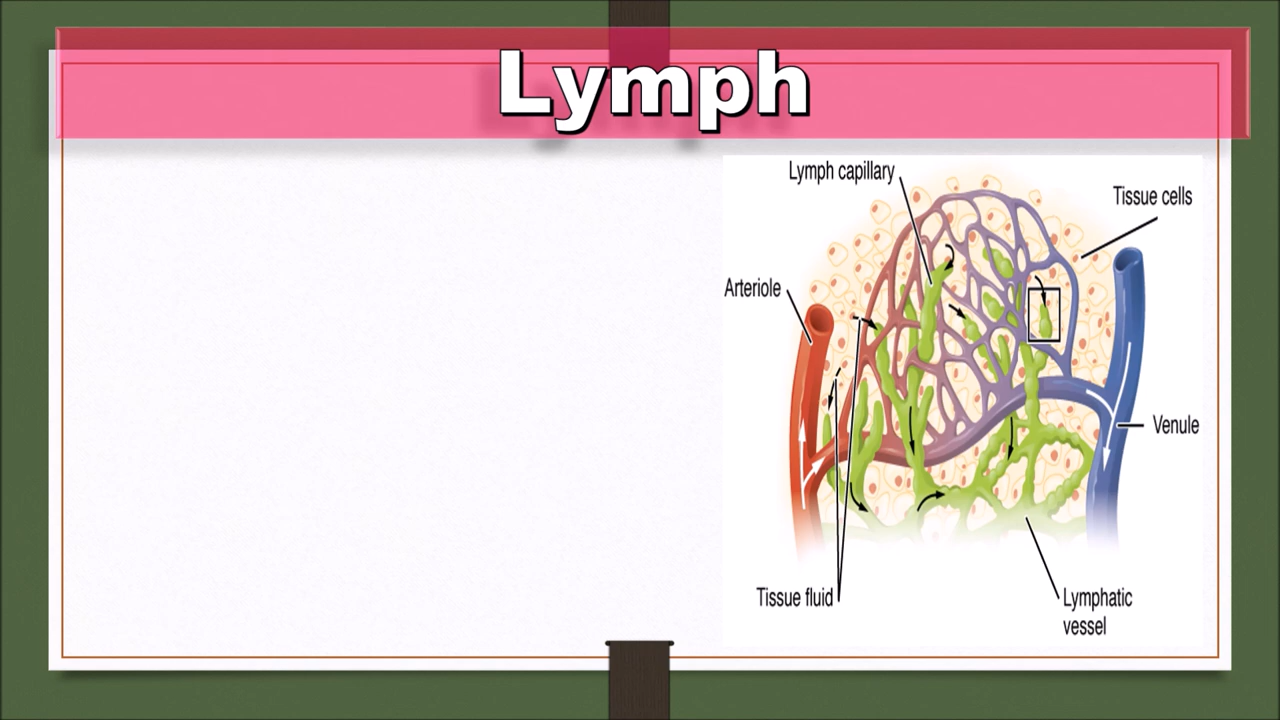 Lymph
Lymph capillary
Tissue cells
Arteriole
Venule
Tissue fluid
Lymphatic
vessel